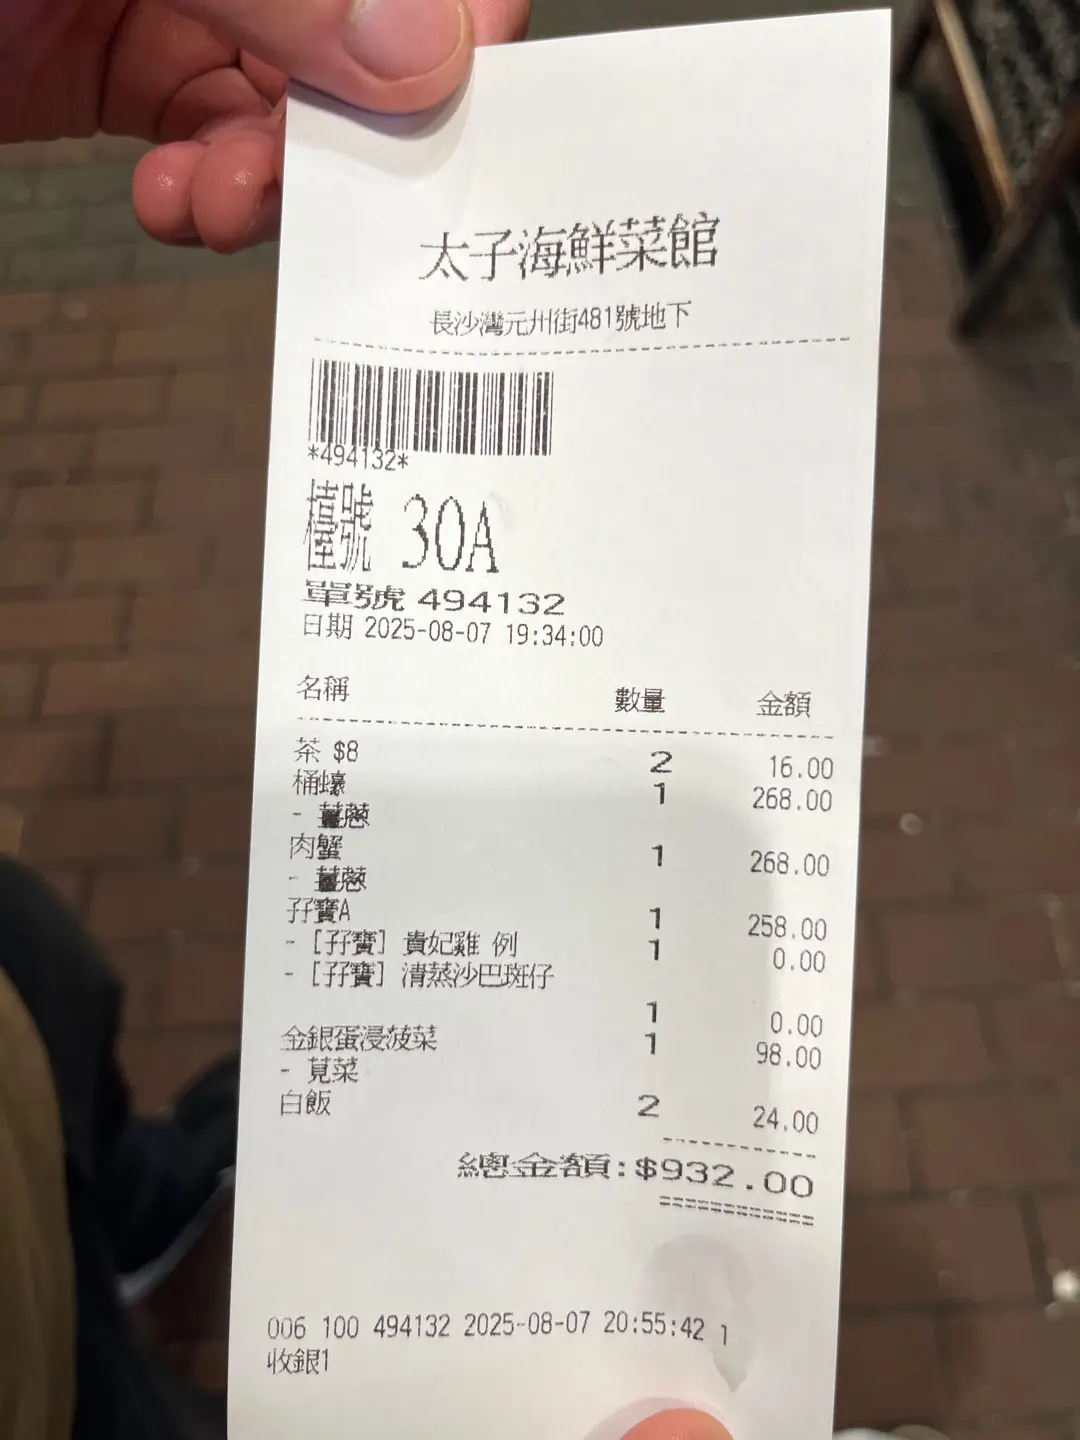 太子海鮮菜館
長沙灣元州街481號地下
*494132*
檯號 30A
單號 494132
日期 2025-08-07 19:34:00
名稱 數量 金額
茶 $8 2 16.00
桶蠔 1 268.00
- 薑蔥
肉蟹 1 268.00
- 薑蔥
孖寶A 1 258.00
- [孖寶] 貴妃雞 例 1 0.00
- [孖寶] 清蒸沙巴斑仔
1 0.00
金銀蛋浸菠菜 1 98.00
- 莧菜
白飯 2 24.00
總金額:$932.00
006 100 494132 2025-08-07 20:55:42 1
收銀1